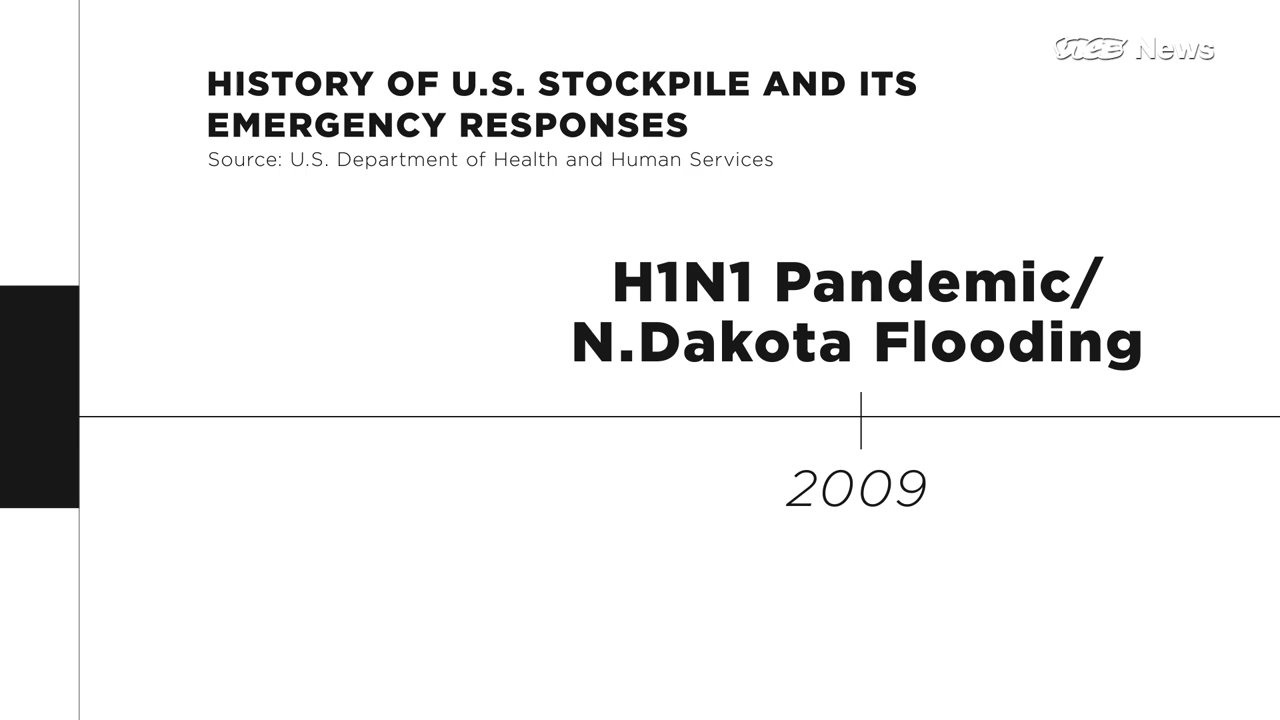 VICE News
HISTORY OF U.S. STOCKPILE AND ITS
EMERGENCY RESPONSES
Source: U.S. Department of Health and Human Services
H1N1 Pandemic/
N.Dakota Flooding
2009